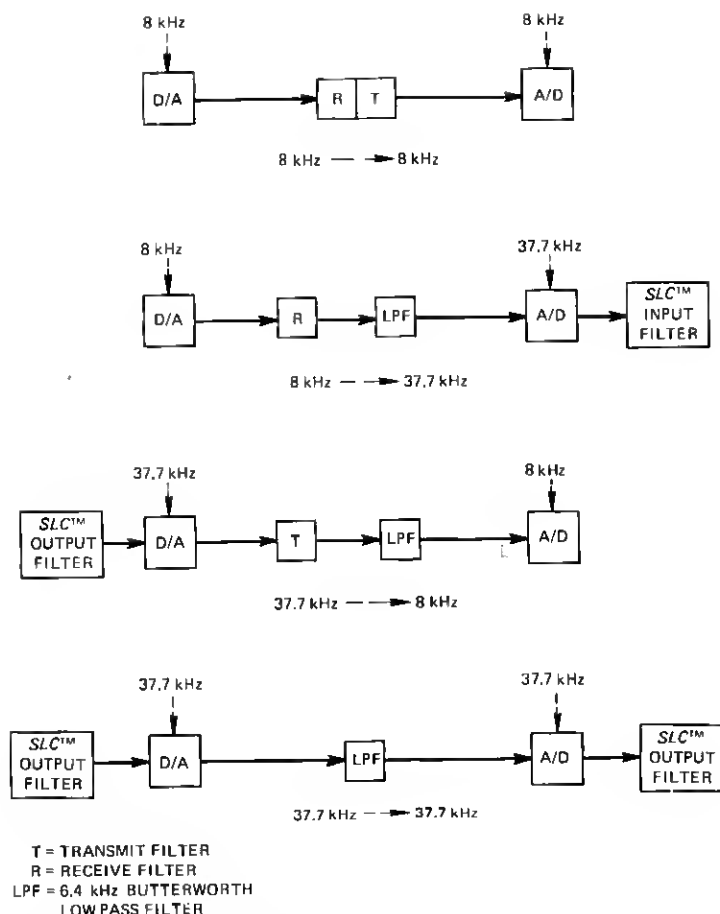 8 kHz 8 kHz
D/A R T A/D
8 kHz 8 kHz
8 kHz 37.7 kHz
D/A R LPF A/D SLC™ INPUT FILTER
8 kHz 37.7 kHz
37.7 kHz 8 kHz
SLC™ OUTPUT FILTER D/A T LPF A/D
37.7 kHz 8 kHz
37.7 kHz 37.7 kHz
SLC™ OUTPUT FILTER D/A LPF A/D SLC™ OUTPUT FILTER
37.7 kHz 37.7 kHz
T = TRANSMIT FILTER
R = RECEIVE FILTER
LPF = 6.4 kHz BUTTERWORTH
LOW PASS FILTER